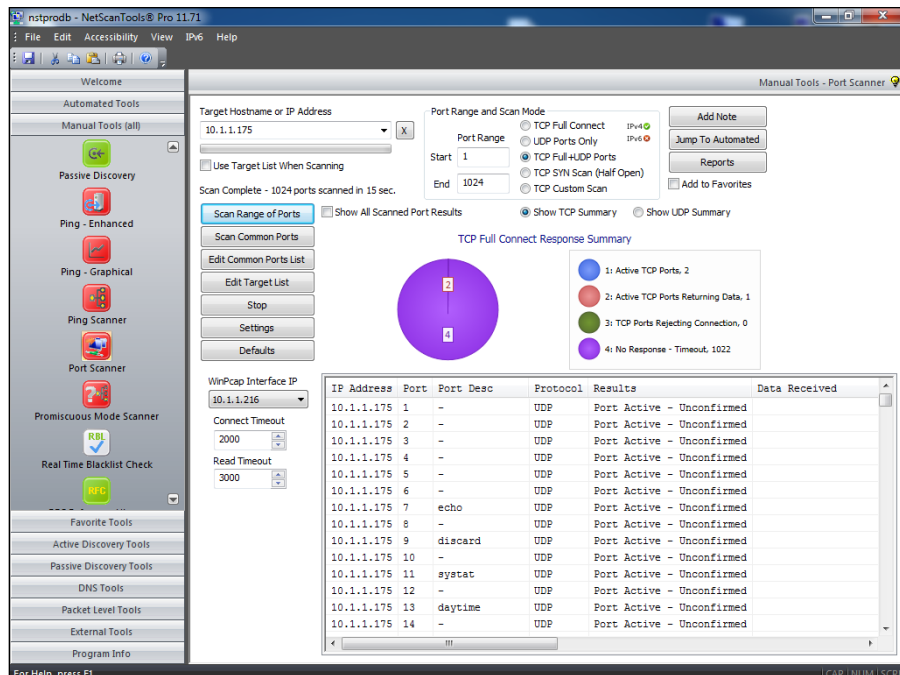 nstprodb - NetScanTools® Pro 11.71
File Edit Accessibility View IPv6 Help
Welcome
Automated Tools
Manual Tools (all)
Passive Discovery
Ping - Enhanced
Ping - Graphical
Ping Scanner
Port Scanner
Promiscuous Mode Scanner
RBL
Real Time Blacklist Check
RFC
Favorite Tools
Active Discovery Tools
Passive Discovery Tools
DNS Tools
Packet Level Tools
External Tools
Program Info
Manual Tools - Port Scanner
Target Hostname or IP Address
10.1.1.175
X
Use Target List When Scanning
Scan Complete - 1024 ports scanned in 15 sec.
Port Range and Scan Mode
Port Range
Start 1
End 1024
TCP Full Connect
UDP Ports Only
TCP Full+UDP Ports
TCP SYN Scan (Half Open)
TCP Custom Scan
IPv4
IPv6
Add Note
Jump To Automated
Reports
Add to Favorites
Scan Range of Ports
Scan Common Ports
Edit Common Ports List
Edit Target List
Stop
Settings
Defaults
Show All Scanned Port Results
Show TCP Summary
Show UDP Summary
TCP Full Connect Response Summary
2
4
1: Active TCP Ports, 2
2: Active TCP Ports Returning Data, 1
3: TCP Ports Rejecting Connection, 0
4: No Response - Timeout, 1022
WinPcap Interface IP
10.1.1.216
Connect Timeout
2000
Read Timeout
3000
IP Address Port Port Desc Protocol Results Data Received
10.1.1.175 1 - UDP Port Active - Unconfirmed
10.1.1.175 2 - UDP Port Active - Unconfirmed
10.1.1.175 3 - UDP Port Active - Unconfirmed
10.1.1.175 4 - UDP Port Active - Unconfirmed
10.1.1.175 5 - UDP Port Active - Unconfirmed
10.1.1.175 6 - UDP Port Active - Unconfirmed
10.1.1.175 7 echo UDP Port Active - Unconfirmed
10.1.1.175 8 - UDP Port Active - Unconfirmed
10.1.1.175 9 discard UDP Port Active - Unconfirmed
10.1.1.175 10 - UDP Port Active - Unconfirmed
10.1.1.175 11 systat UDP Port Active - Unconfirmed
10.1.1.175 12 - UDP Port Active - Unconfirmed
10.1.1.175 13 daytime UDP Port Active - Unconfirmed
10.1.1.175 14 - UDP Port Active - Unconfirmed
For Help, press F1
CAP NUM SCR